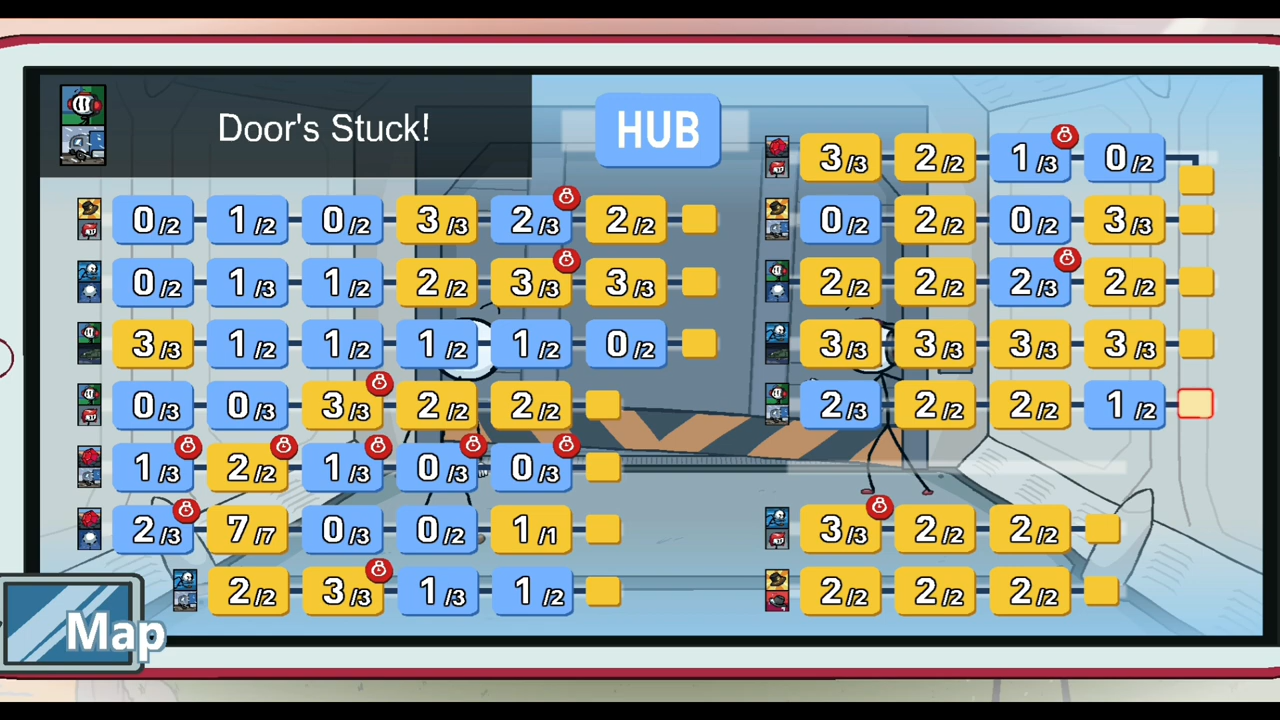 Door's Stuck!
HUB
0/2 1/2 0/2 3/3 2/3 2/2
0/2 1/3 1/2 2/2 3/3 3/3
3/3 1/2 1/2 1/2 1/2 0/2
0/3 0/3 3/3 2/2 2/2
1/3 2/2 1/3 0/3 0/3
2/3 7/7 0/3 0/2 1/1
2/2 3/3 1/3 1/2
3/3 2/2 1/3 0/2
0/2 2/2 0/2 3/3
2/2 2/2 2/3 2/2
3/3 3/3 3/3 3/3
2/3 2/2 2/2 1/2
3/3 2/2 2/2
2/2 2/2 2/2
Map